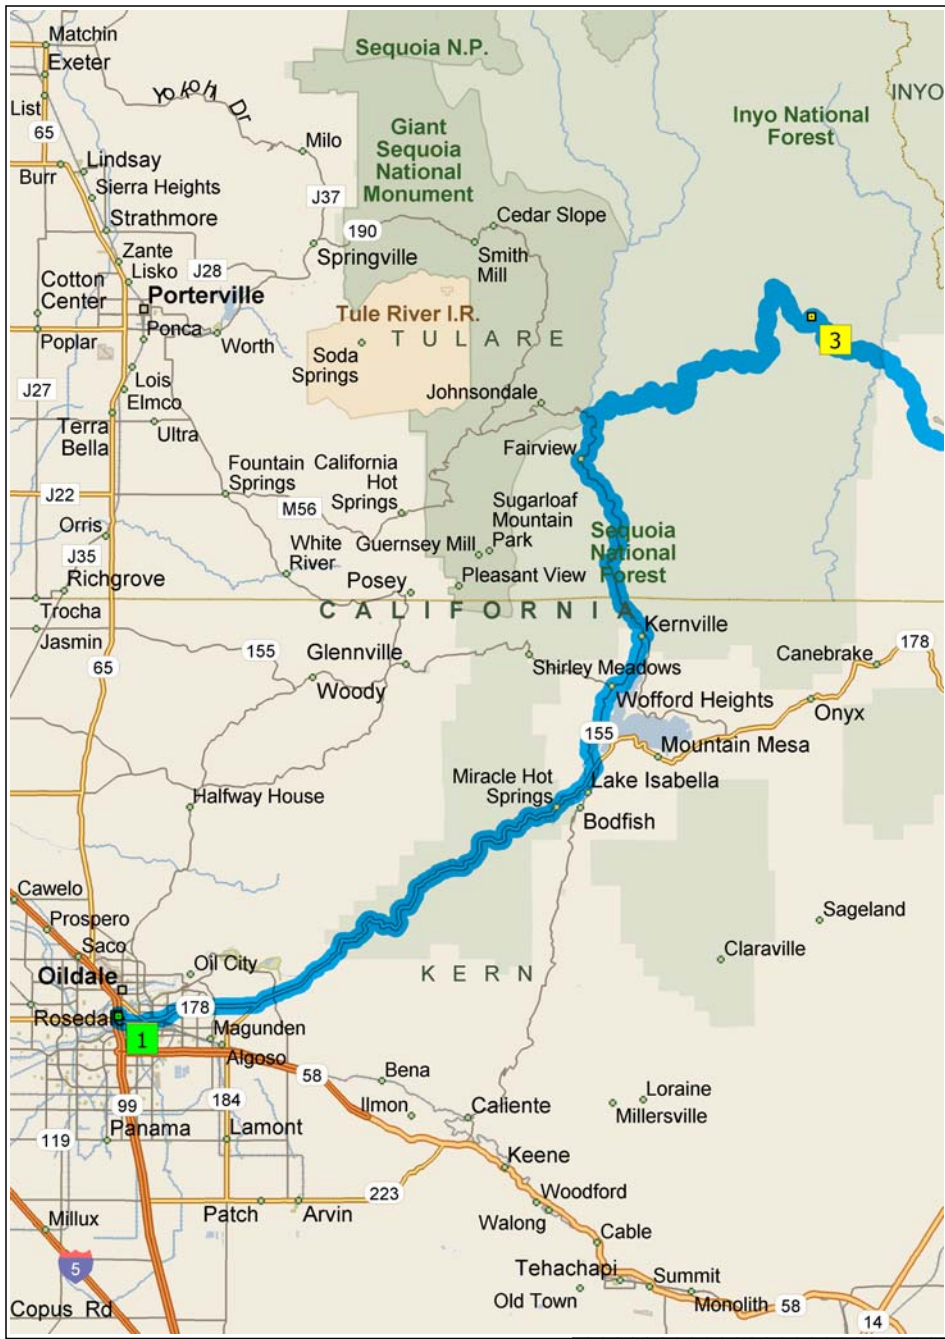 Matchin
Exeter
Sequoia N.P.
Yokohl Dr
List
65
Milo
Giant
Sequoia
National
Monument
Inyo National
Forest
INYO
Lindsay
Burr
Sierra Heights
J37
Strathmore
Cedar Slope
190
Springville
Smith
Mill
Zante
Lisko
J28
Cotton
Center
Porterville
Tule River I.R.
TULARE
3
Ponca
Poplar
Worth
Soda
Springs
J27
Lois
Elmco
Johnsondale
Terra
Bella
Ultra
Fairview
Fountain
Springs
California
Hot
Springs
J22
M56
Sugarloaf
Mountain
Park
Orris
Sequoia
National
Forest
J35
White
River
Guernsey Mill
Richgrove
Posey
Pleasant View
Trocha
CALIFORNIA
Jasmin
Kernville
155
Glennville
Canebrake
178
65
Shirley Meadows
Woody
Wofford Heights
Onyx
155
Mountain Mesa
Miracle Hot
Springs
Lake Isabella
Halfway House
Bodfish
Cawelo
Prospero
Sageland
Saco
Claraville
Oildale
Oil City
KERN
178
Rosedale
1
Magunden
Algoso
58
Bena
99
184
Ilmon
Caliente
Loraine
Millersville
119
Panama
Lamont
Keene
223
Woodford
Patch
Arvin
Walong
Millux
Cable
5
Tehachapi
Summit
Old Town
Monolith
58
Copus Rd
14